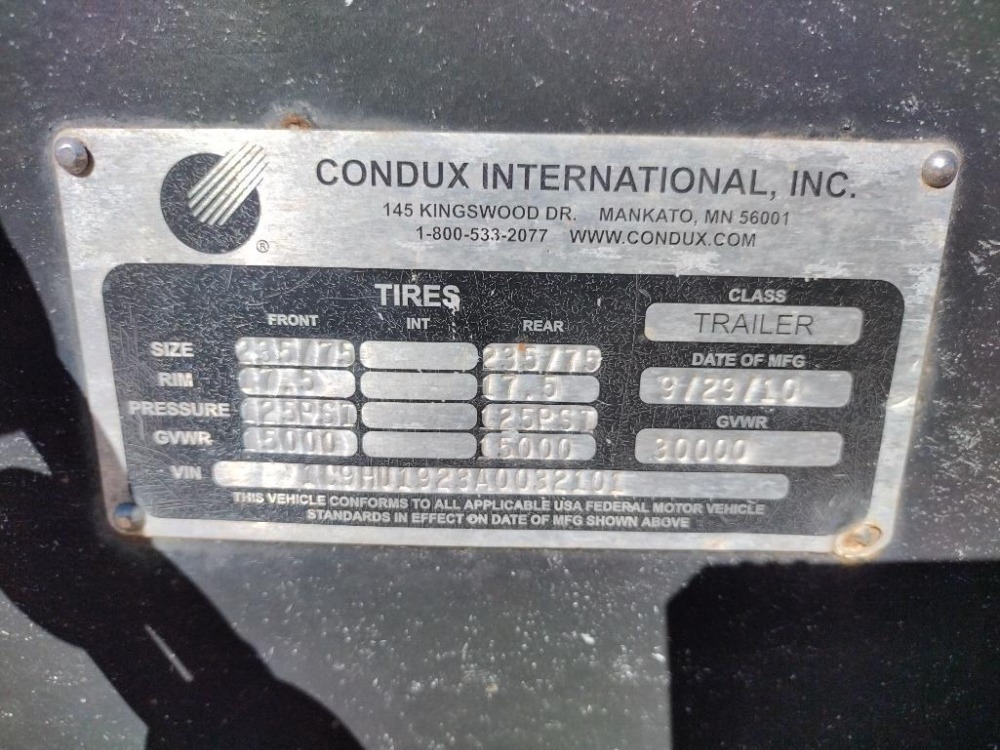 CONDUX INTERNATIONAL, INC.
145 KINGSWOOD DR. MANKATO, MN 56001
1-800-533-2077 WWW.CONDUX.COM
®
TIRES
FRONT INT REAR
SIZE 235/75 235/75
RIM 17.5 17.5
PRESSURE 125PSI 125PSI
GVWR 15000 15000
CLASS
TRAILER
DATE OF MFG
9/29/10
GVWR
30000
VIN
THIS VEHICLE CONFORMS TO ALL APPLICABLE USA FEDERAL MOTOR VEHICLE
STANDARDS IN EFFECT ON DATE OF MFG SHOWN ABOVE